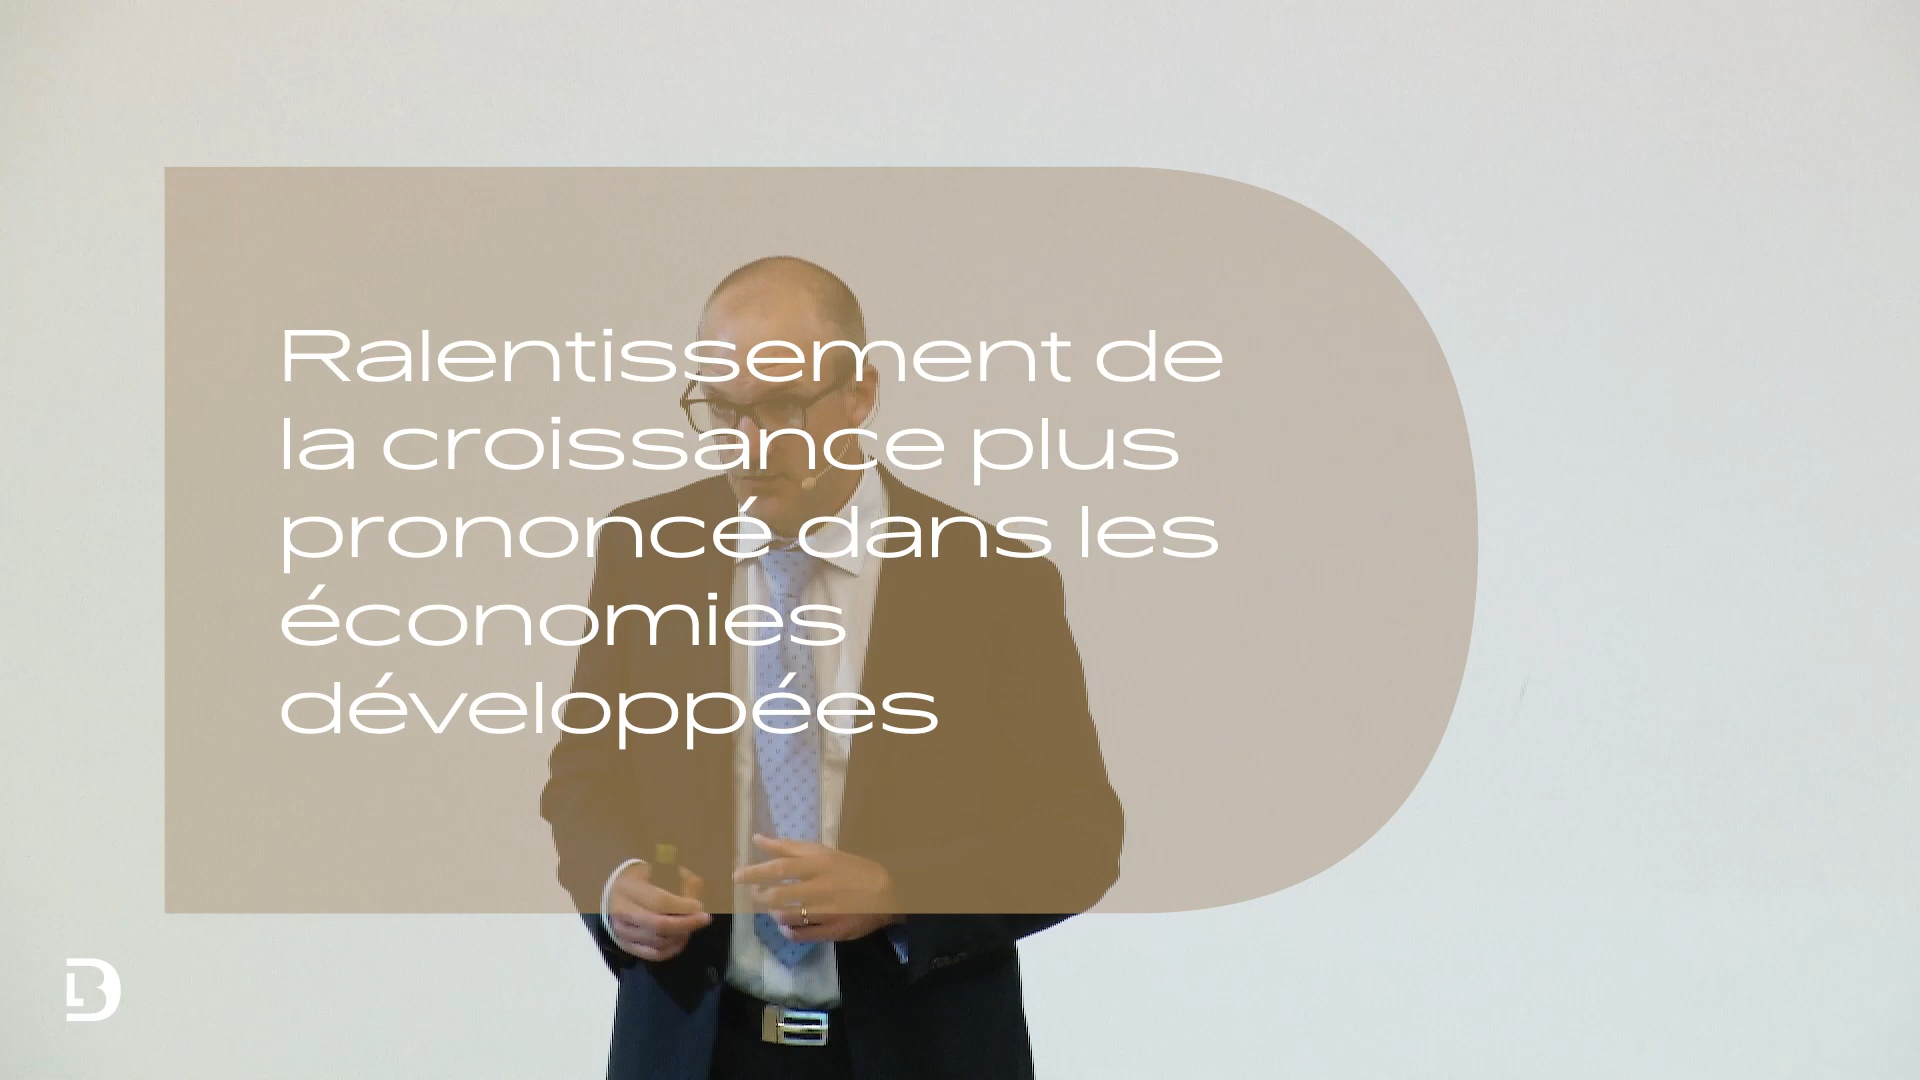 Ralentissement de
la croissance plus
prononcé dans les
économies
développées